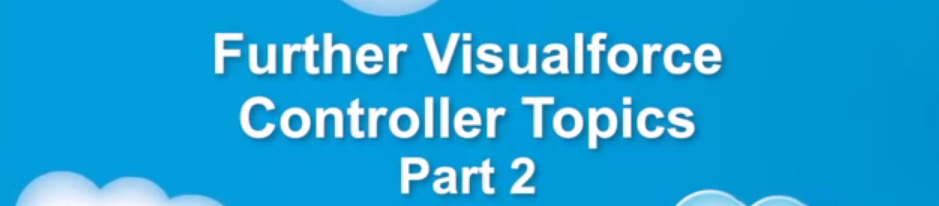 Further Visualforce
Controller Topics
Part 2